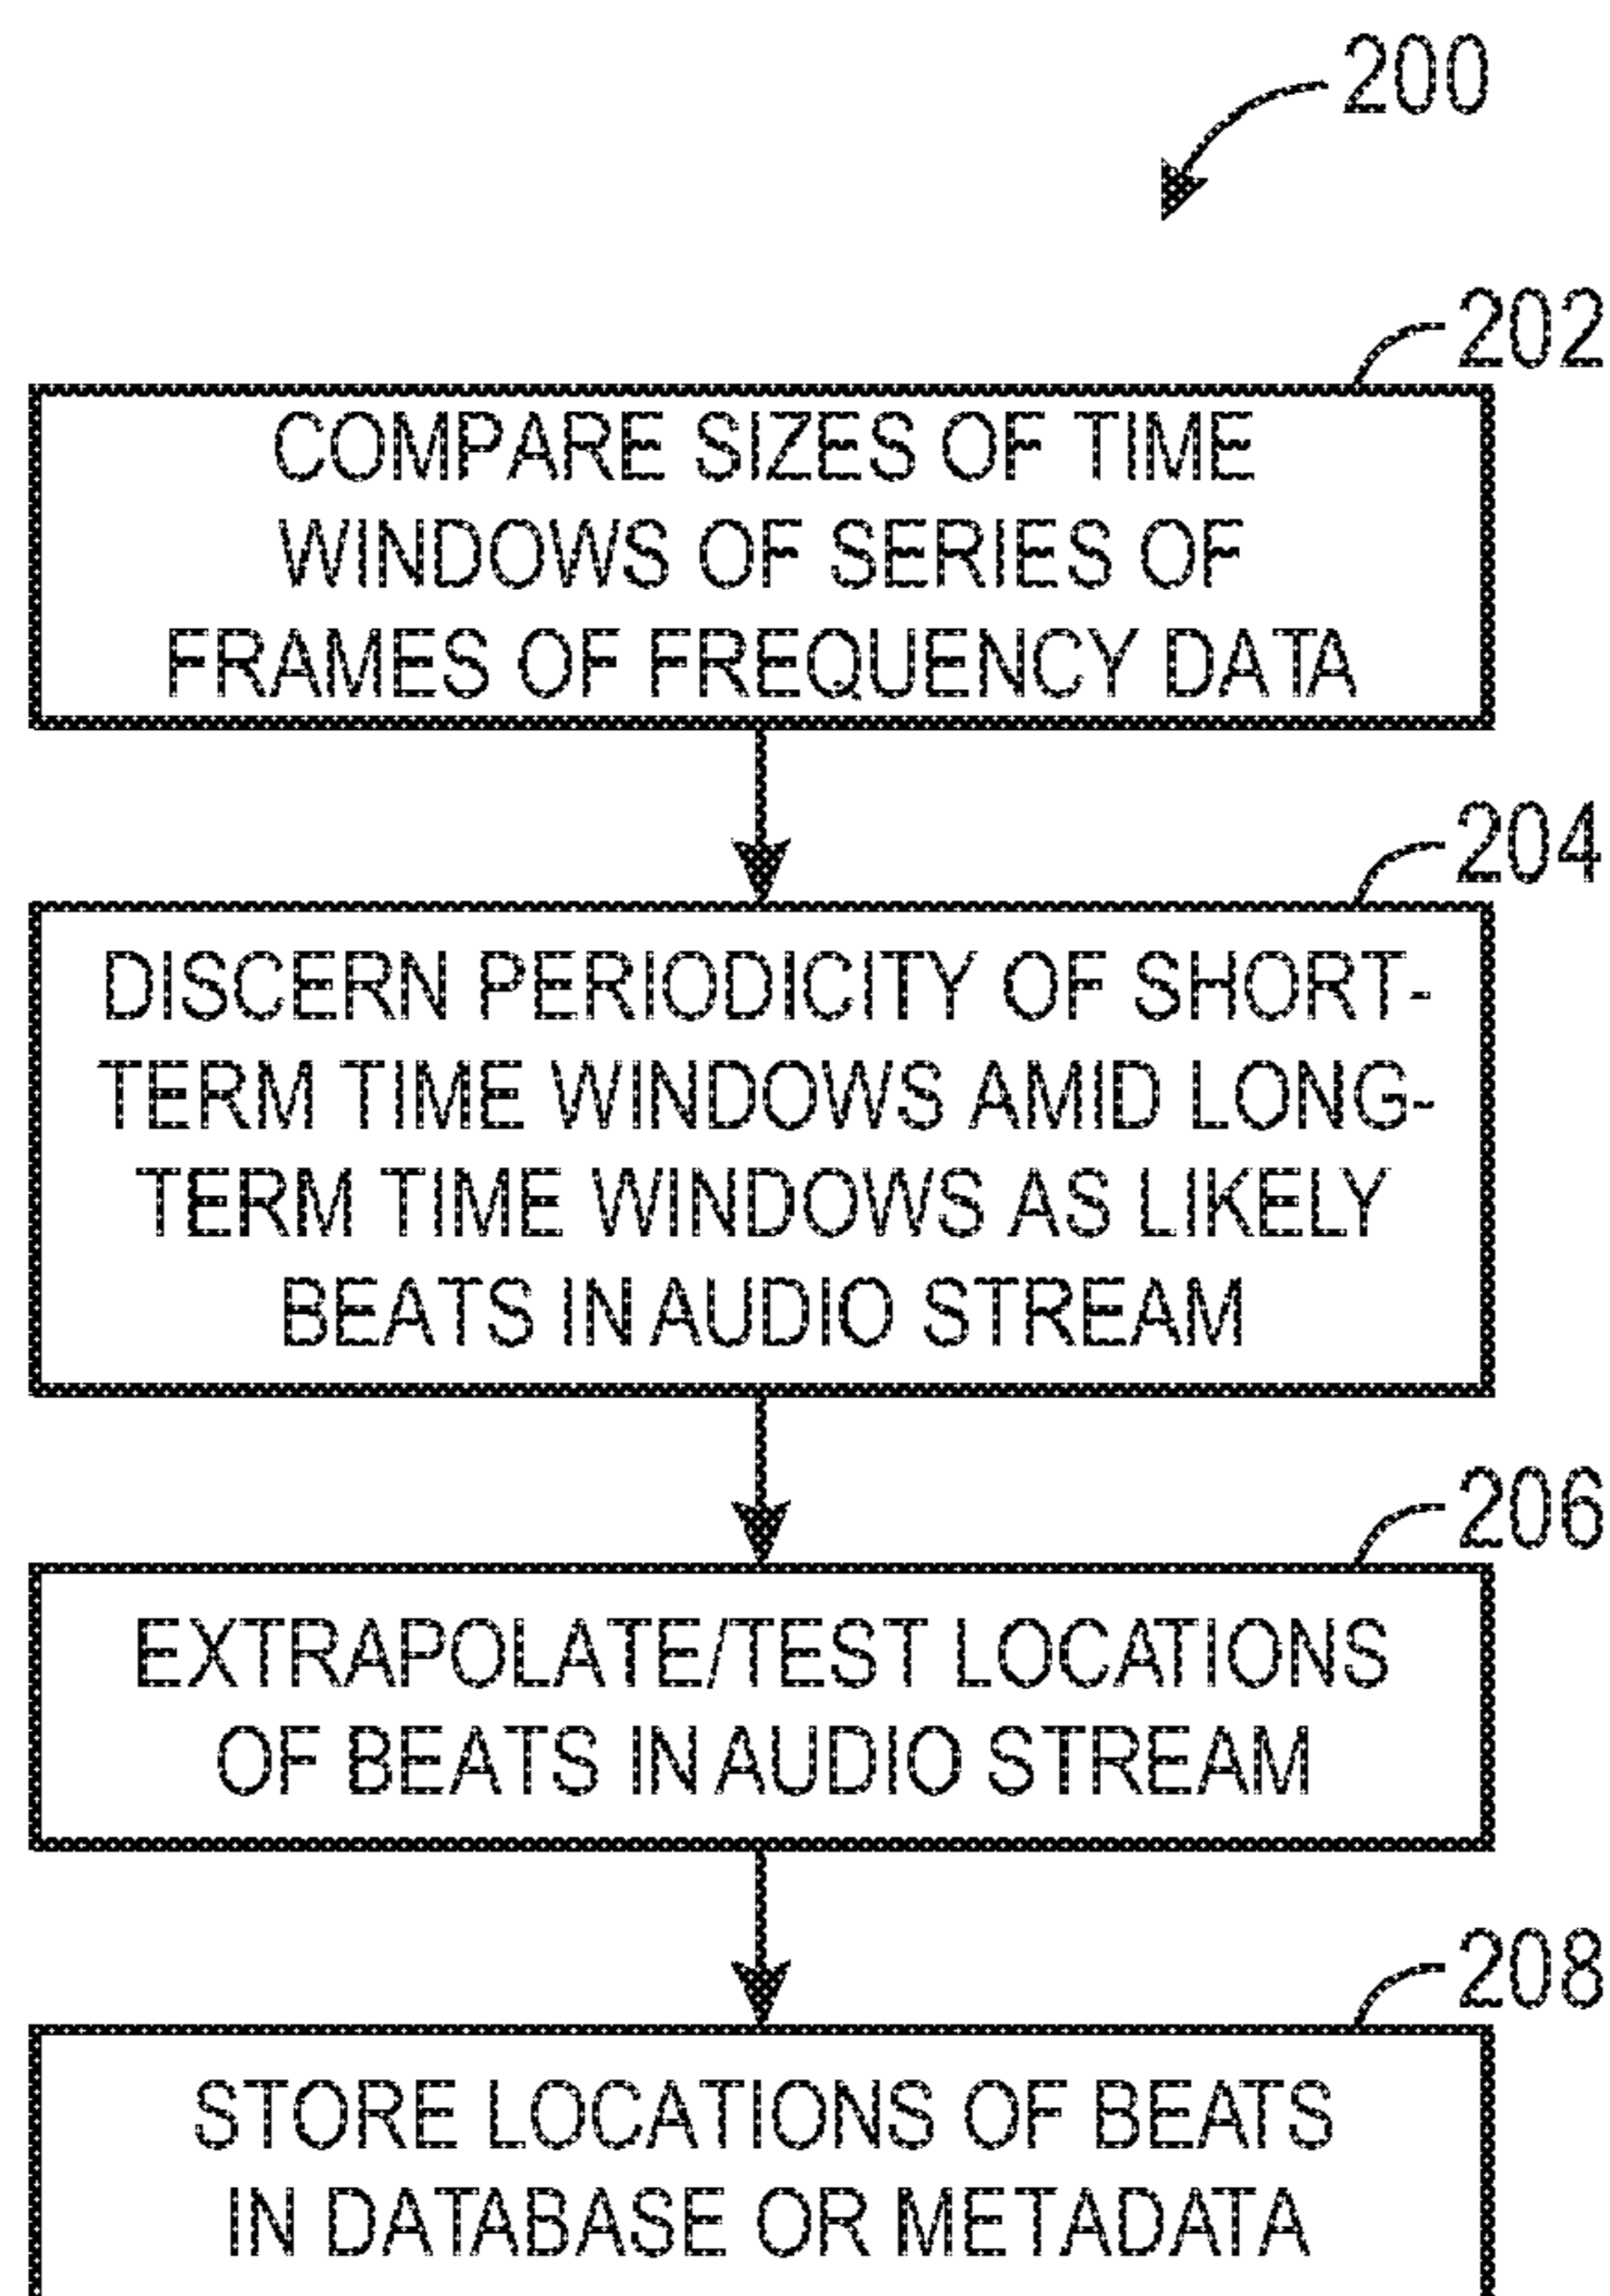 200
202
COMPARE SIZES OF TIME
WINDOWS OF SERIES OF
FRAMES OF FREQUENCY DATA
204
DISCERN PERIODICITY OF SHORT-
TERM TIME WINDOWS AMID LONG-
TERM TIME WINDOWS AS LIKELY
BEATS IN AUDIO STREAM
206
EXTRAPOLATE/TEST LOCATIONS
OF BEATS IN AUDIO STREAM
208
STORE LOCATIONS OF BEATS
IN DATABASE OR METADATA